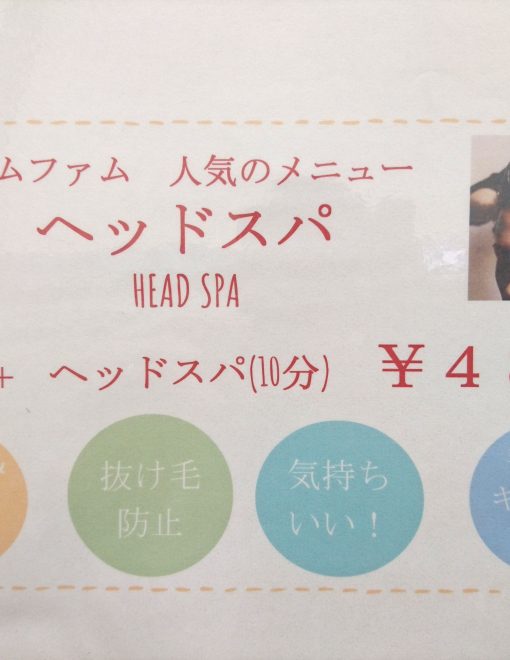 ムファム 人気のメニュー
ヘッドスパ
HEAD SPA
+ ヘッドスパ(10分) ¥4
抜け毛
防止
気持ち
いい！
キ